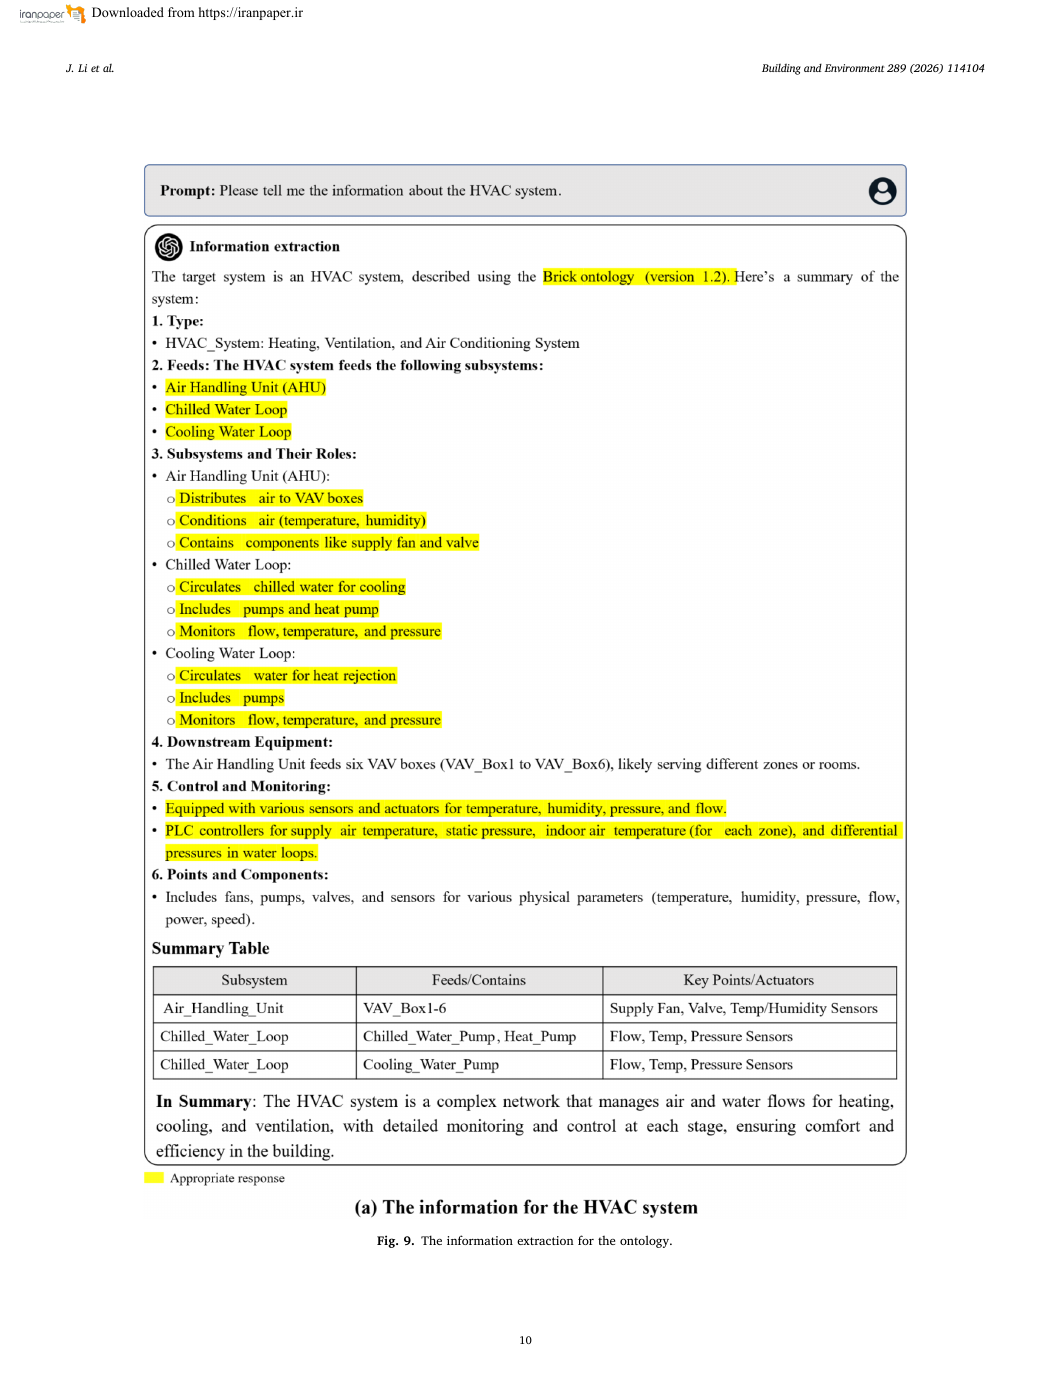 iranpaper Downloaded from https://iranpaper.ir
J. Li et al.
Building and Environment 289 (2026) 114104
Prompt: Please tell me the information about the HVAC system.
Information extraction
The target system is an HVAC system, described using the Brick ontology (version 1.2). Here's a summary of the
system:
1. Type:
• HVAC_System: Heating, Ventilation, and Air Conditioning System
2. Feeds: The HVAC system feeds the following subsystems:
• Air Handling Unit (AHU)
• Chilled Water Loop
• Cooling Water Loop
3. Subsystems and Their Roles:
• Air Handling Unit (AHU):
o Distributes air to VAV boxes
o Conditions air (temperature, humidity)
o Contains components like supply fan and valve
• Chilled Water Loop:
o Circulates chilled water for cooling
o Includes pumps and heat pump
o Monitors flow, temperature, and pressure
• Cooling Water Loop:
o Circulates water for heat rejection
o Includes pumps
o Monitors flow, temperature, and pressure
4. Downstream Equipment:
• The Air Handling Unit feeds six VAV boxes (VAV_Box1 to VAV_Box6), likely serving different zones or rooms.
5. Control and Monitoring:
• Equipped with various sensors and actuators for temperature, humidity, pressure, and flow.
• PLC controllers for supply air temperature, static pressure, indoor air temperature (for each zone), and differential
pressures in water loops.
6. Points and Components:
• Includes fans, pumps, valves, and sensors for various physical parameters (temperature, humidity, pressure, flow,
power, speed).
Summary Table
Subsystem Feeds/Contains Key Points/Actuators
Air_Handling_Unit VAV_Box1-6 Supply Fan, Valve, Temp/Humidity Sensors
Chilled_Water_Loop Chilled_Water_Pump, Heat_Pump Flow, Temp, Pressure Sensors
Chilled_Water_Loop Cooling_Water_Pump Flow, Temp, Pressure Sensors
In Summary: The HVAC system is a complex network that manages air and water flows for heating,
cooling, and ventilation, with detailed monitoring and control at each stage, ensuring comfort and
efficiency in the building.
Appropriate response
(a) The information for the HVAC system
Fig. 9. The information extraction for the ontology.
10